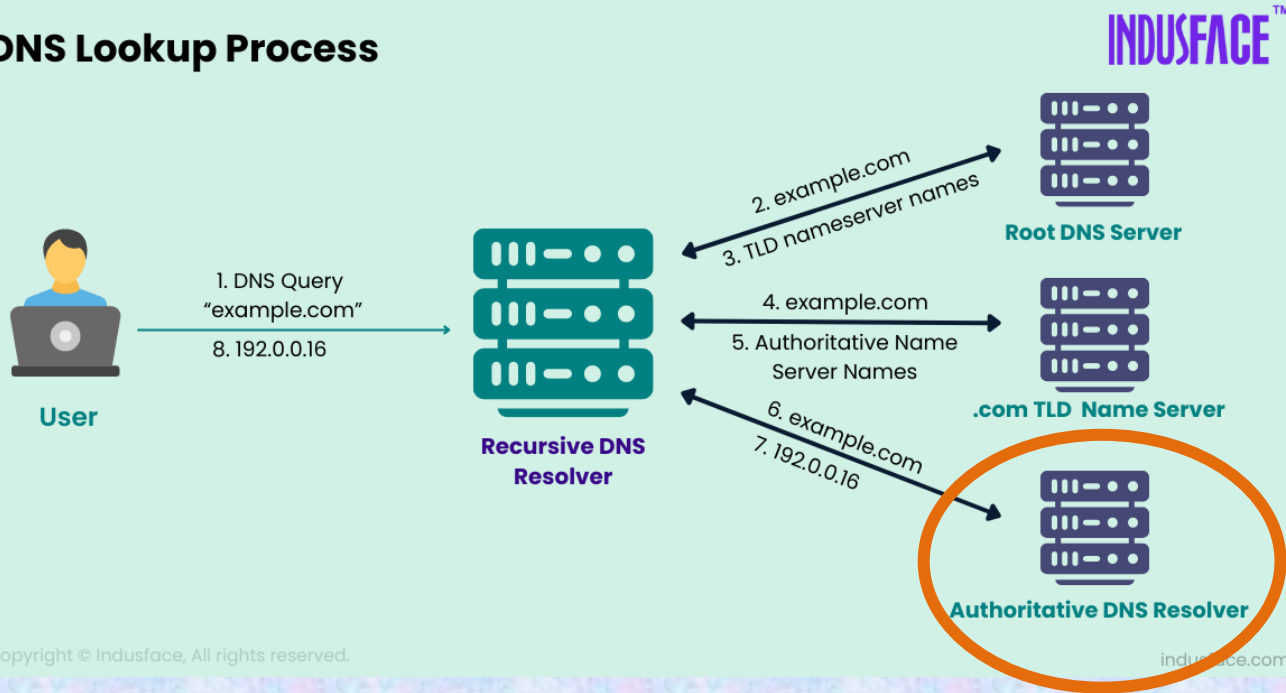 DNS Lookup Process
INDUSFACE™
1. DNS Query
“example.com”
8. 192.0.0.16
User
Recursive DNS
Resolver
2. example.com
3. TLD nameserver names
Root DNS Server
4. example.com
5. Authoritative Name
Server Names
.com TLD Name Server
6. example.com
7. 192.0.0.16
Authoritative DNS Resolver
opyright © Indusface, All rights reserved.
indusface.com